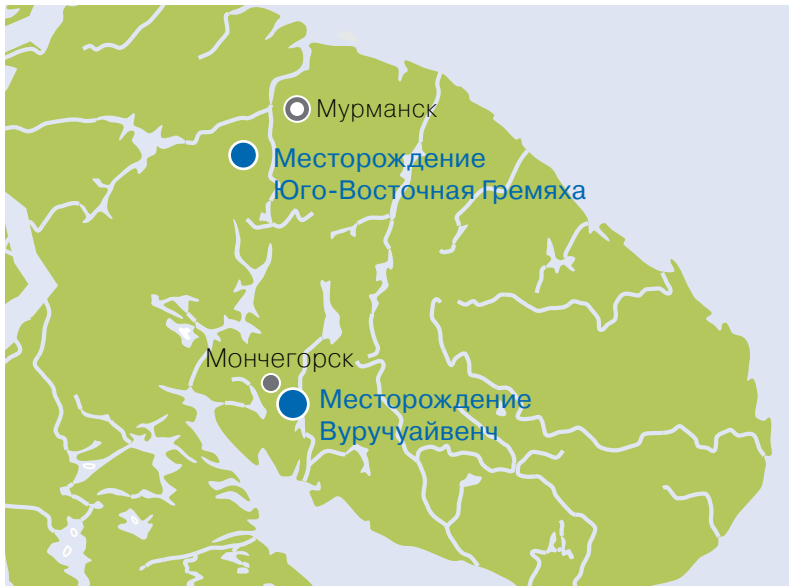 Мурманск
Месторождение
Юго-Восточная Гремяха
Мончегорск
Месторождение
Вуручуайвенч